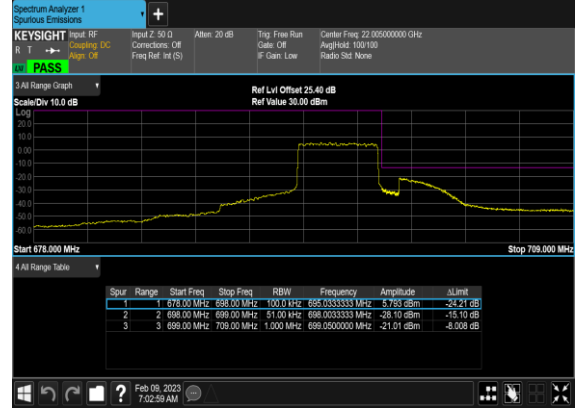 Spectrum Analyzer 1
Spurious Emissions
+
KEYSIGHT Input: RF Input Z: 50 Ω Atten: 20 dB Trig: Free Run Center Freq: 22.005000000 GHz
R T Coupling: DC Corrections: Off Gate: Off Avg|Hold: 100/100
Align: Off Freq Ref: Int (S) IF Gain: Low Radio Std: None
PASS
3 All Range Graph
Ref Lvl Offset 25.40 dB
Scale/Div 10.0 dB Ref Value 30.00 dBm
Log
20.0
10.0
0.00
-10.0
-20.0
-30.0
-40.0
-50.0
-60.0
Start 678.000 MHz Stop 709.000 MHz
4 All Range Table
Spur Range Start Freq Stop Freq RBW Frequency Amplitude ΔLimit
1 1 678.00 MHz 698.00 MHz 100.0 kHz 695.0333333 MHz 5.793 dBm -24.21 dB
2 2 698.00 MHz 699.00 MHz 51.00 kHz 698.0033333 MHz -28.10 dBm -15.10 dB
3 3 699.00 MHz 709.00 MHz 1.000 MHz 699.0500000 MHz -21.01 dBm -8.008 dB
? Feb 09, 2023
7:02:59 AM